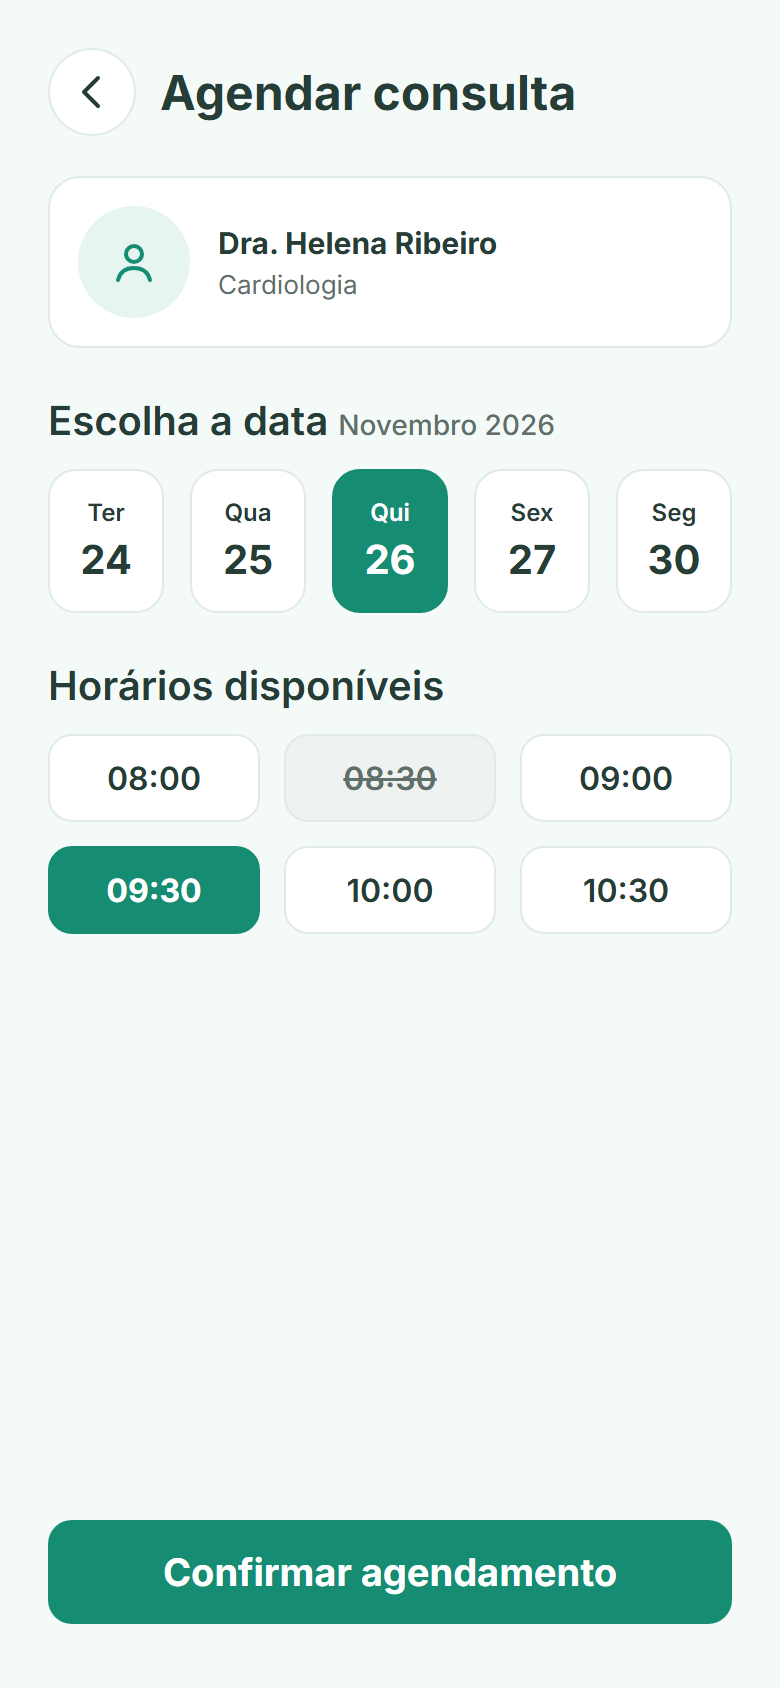 Agendar consulta
Dra. Helena Ribeiro
Cardiologia
Escolha a data Novembro 2026
Ter Qua Qui Sex Seg
24 25 26 27 30
Horários disponíveis
08:00 08:30 09:00
09:30 10:00 10:30
Confirmar agendamento